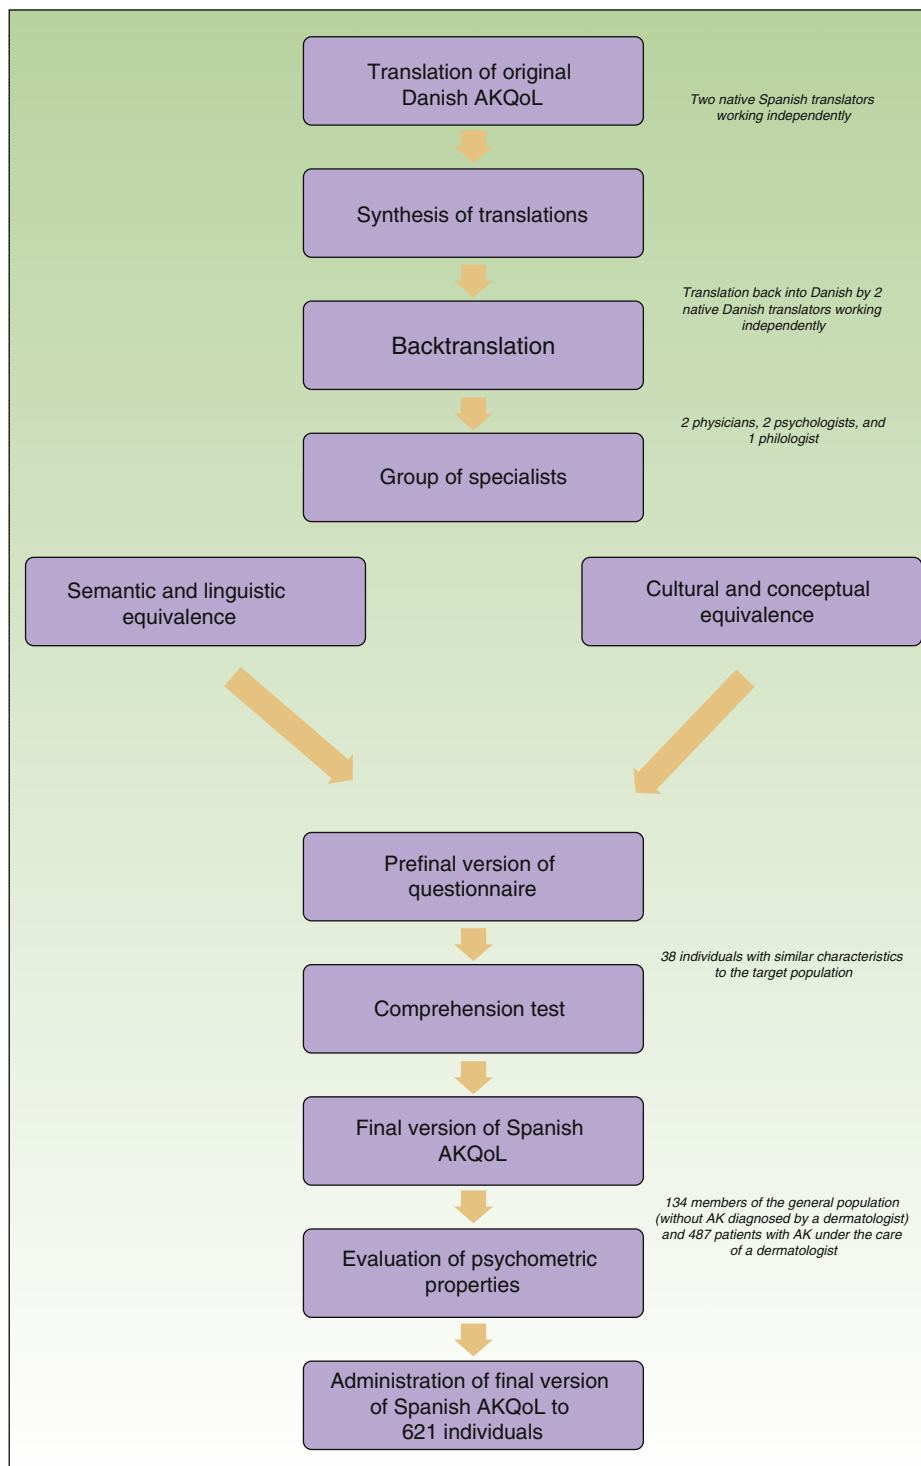 Translation of original
Danish AKQoL
Two native Spanish translators
working independently
Synthesis of translations
Translation back into Danish by 2
native Danish translators working
independently
Backtranslation
2 physicians, 2 psychologists, and
1 philologist
Group of specialists
Semantic and linguistic
equivalence
Cultural and conceptual
equivalence
Prefinal version of
questionnaire
38 individuals with similar characteristics
to the target population
Comprehension test
Final version of Spanish
AKQoL
134 members of the general population
(without AK diagnosed by a dermatologist)
and 487 patients with AK under the care
of a dermatologist
Evaluation of psychometric
properties
Administration of final version
of Spanish AKQoL to
621 individuals